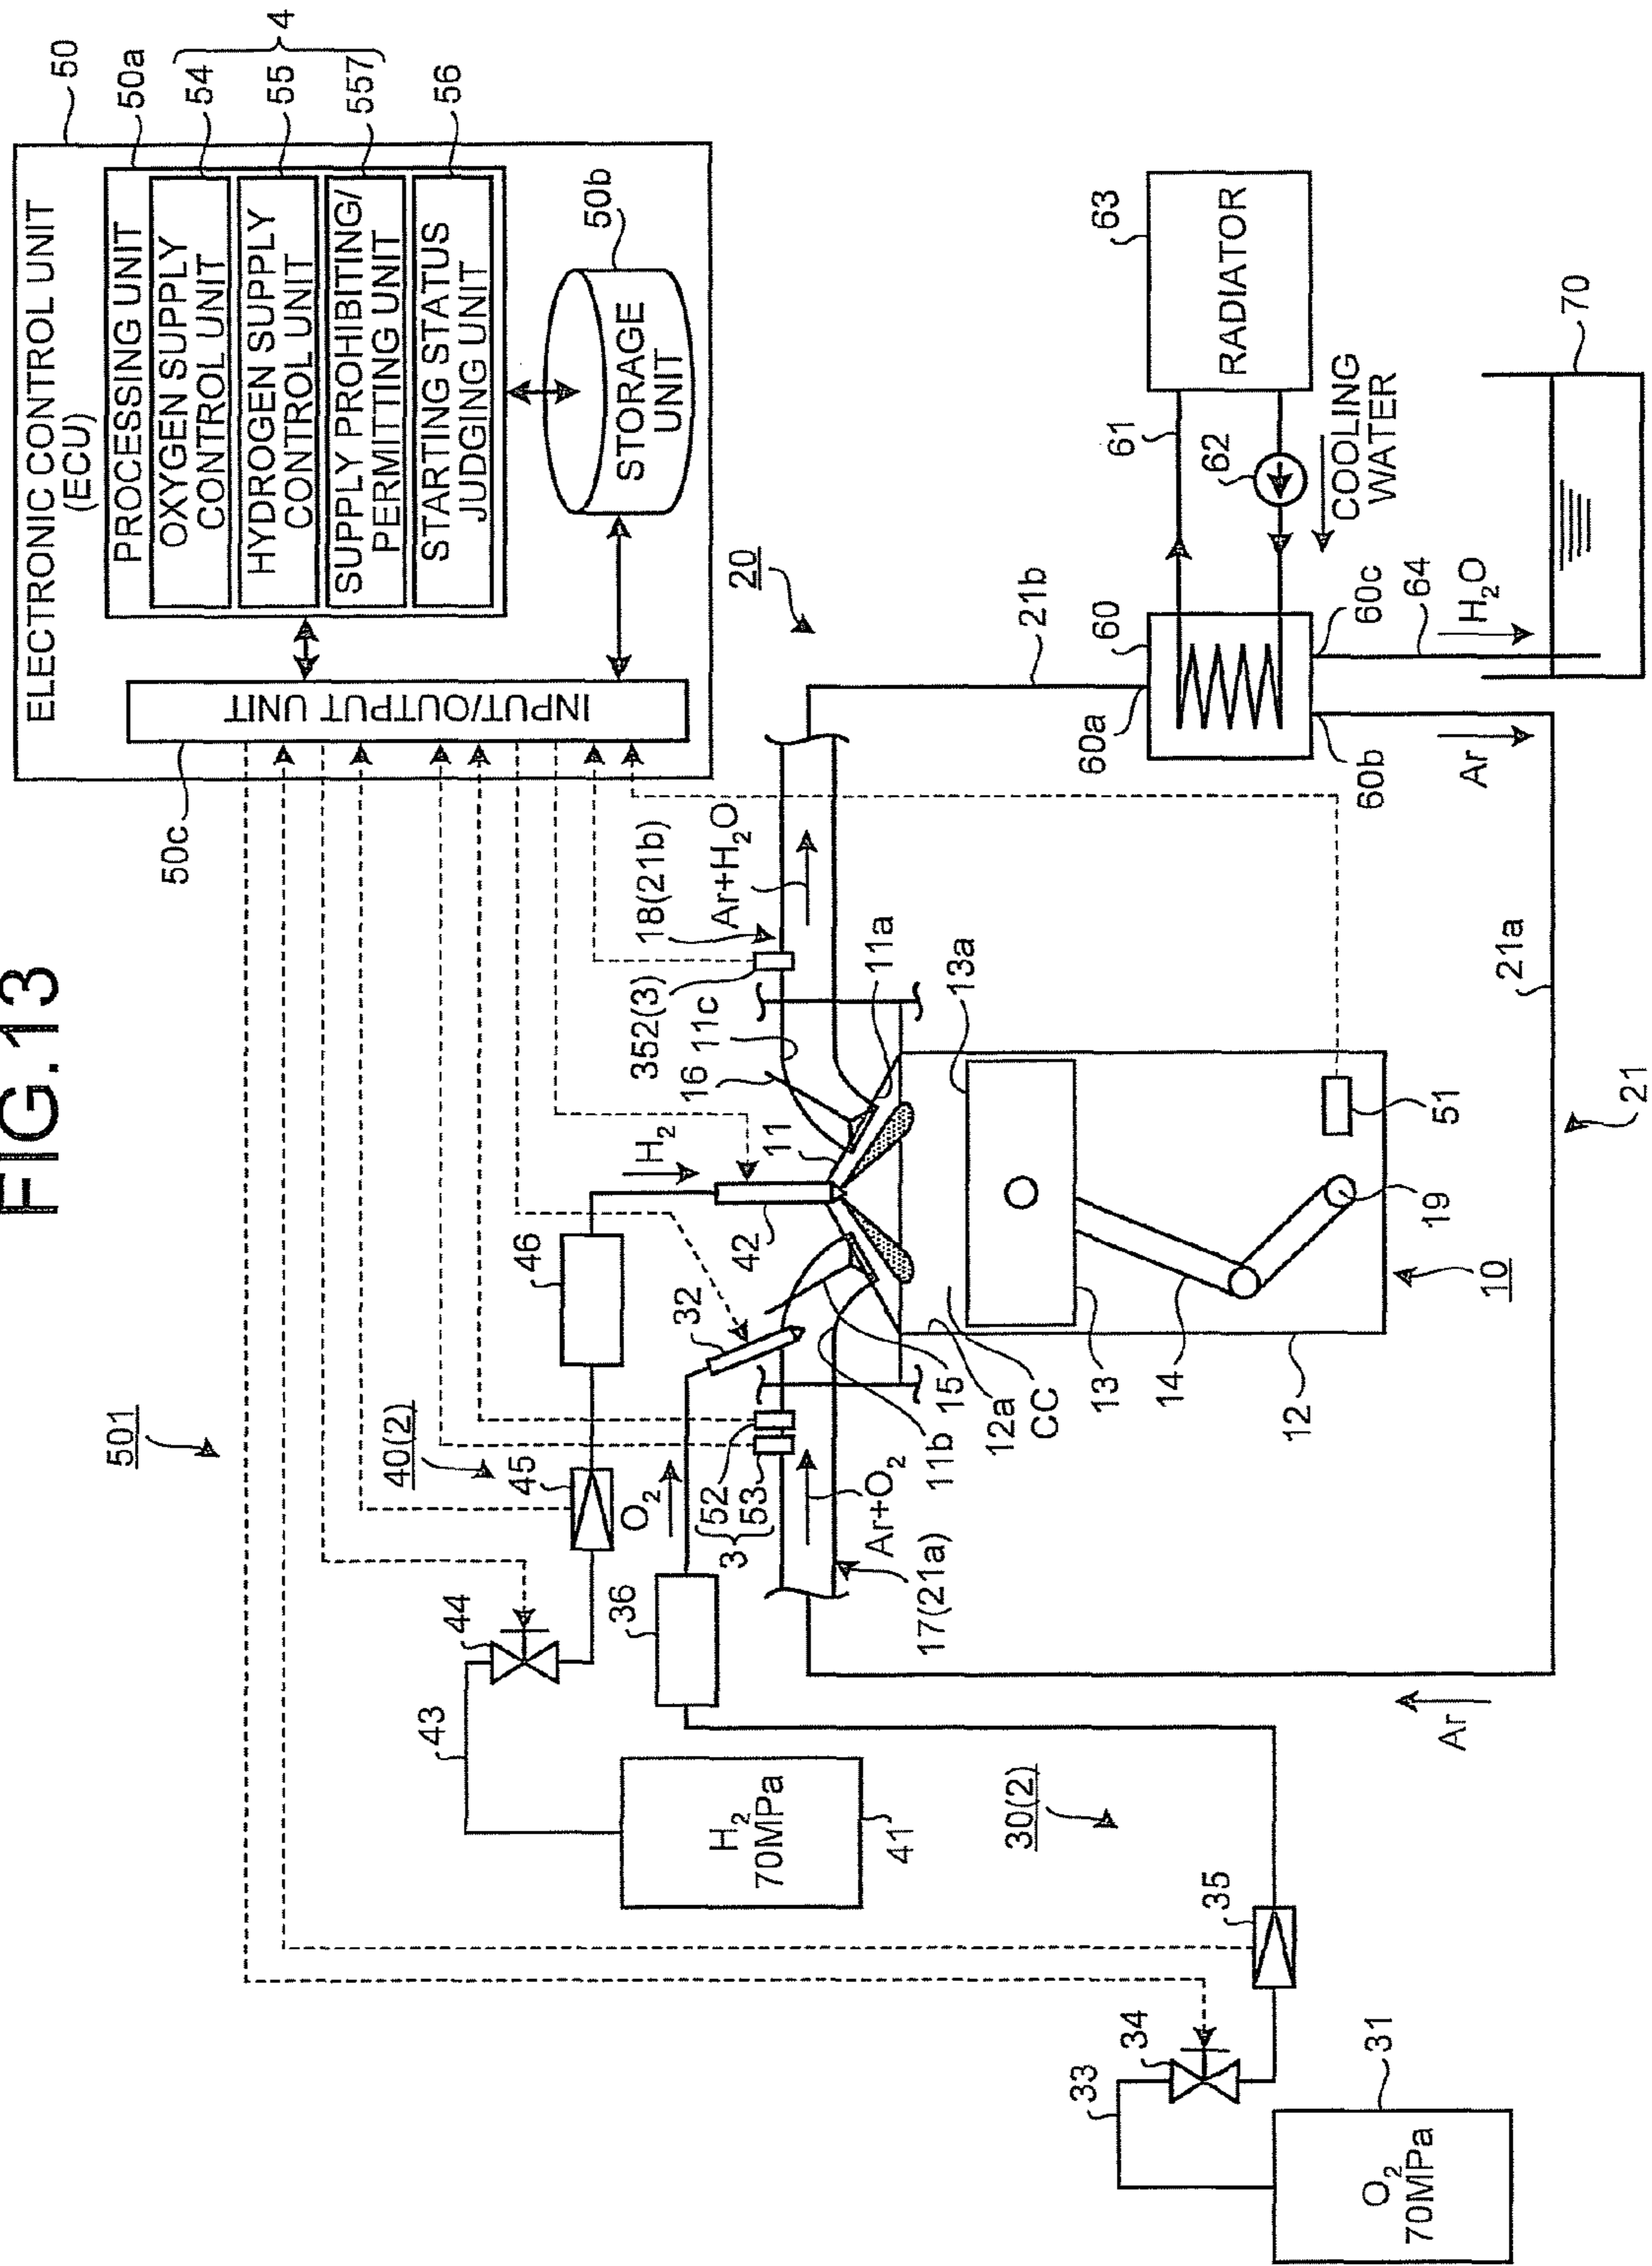 FIG.13
ELECTRONIC CONTROL UNIT
(ECU)
50
PROCESSING UNIT
50a
OXYGEN SUPPLY
CONTROL UNIT
54
HYDROGEN SUPPLY
CONTROL UNIT
55
4
SUPPLY PROHIBITING/
PERMITTING UNIT
557
STARTING STATUS
JUDGING UNIT
56
STORAGE
UNIT
50b
INPUT/OUTPUT UNIT
50c
501
20
43
44
40(2)
45
46
H2
42
11
16
11c
352(3)
18(21b)
Ar+H2O
11a
13a
H2
70MPa
41
36
O2
3
52
53
32
Ar+O2
17(21a)
11b
15
12a
CC
13
14
12
10
19
51
21
21a
21b
60
60a
60b
60c
61
62
63
RADIATOR
COOLING
WATER
64
H2O
70
Ar
Ar
30(2)
35
34
33
31
O2
70MPa